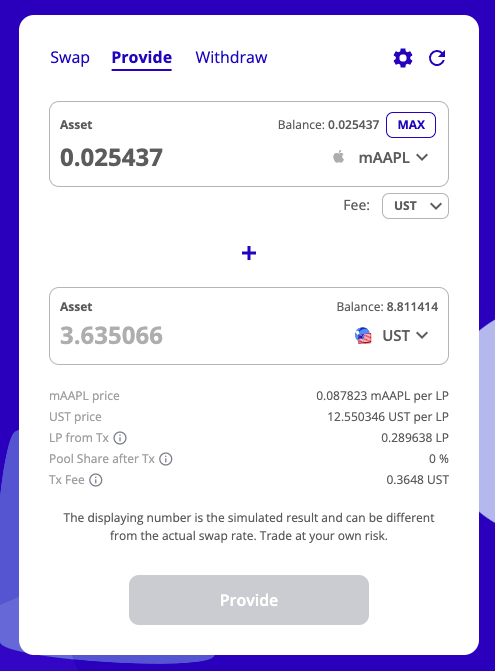 Swap Provide Withdraw
Asset Balance: 0.025437 MAX
0.025437 mAAPL
Fee: UST
+
Asset Balance: 8.811414
3.635066 UST
mAAPL price 0.087823 mAAPL per LP
UST price 12.550346 UST per LP
LP from Tx 0.289638 LP
Pool Share after Tx 0 %
Tx Fee 0.3648 UST
The displaying number is the simulated result and can be different
from the actual swap rate. Trade at your own risk.
Provide